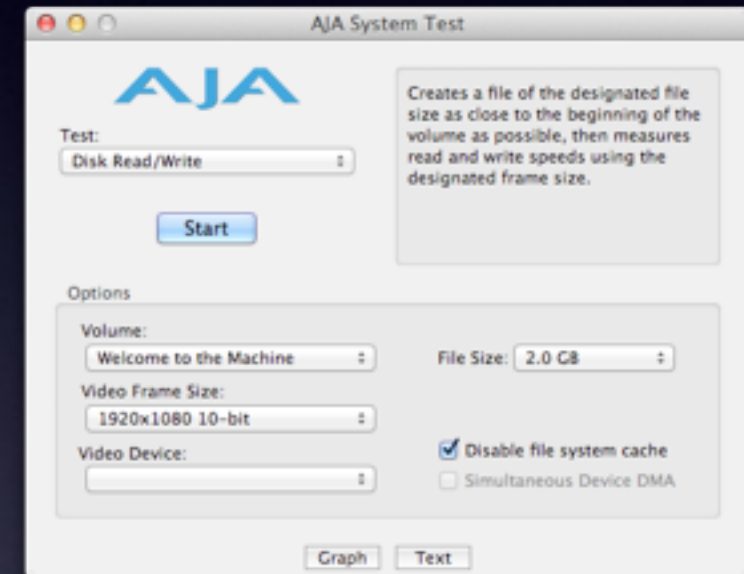 AJA System Test
AJA
Test:
Disk Read/Write
Start
Creates a file of the designated file
size as close to the beginning of the
volume as possible, then measures
read and write speeds using the
designated frame size.
Options
Volume:
Welcome to the Machine
File Size: 2.0 GB
Video Frame Size:
1920x1080 10-bit
Video Device:
Disable file system cache
Simultaneous Device DMA
Graph Text